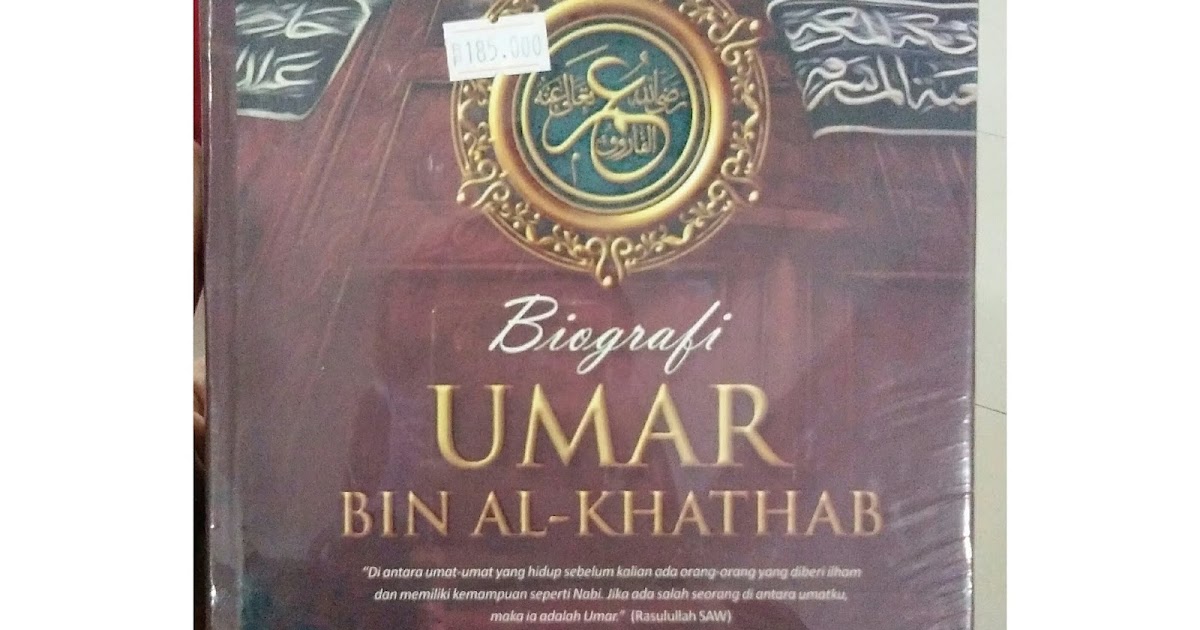 185.000
عمر
رضي الله
تعالى عنه
الفاروق
Biografi
UMAR
BIN AL-KHATHAB
“Di antara umat-umat yang hidup sebelum kalian ada orang-orang yang diberi ilham
dan memiliki kemampuan seperti Nabi. Jika ada salah seorang di antara umatku,
maka ia adalah Umar.” (Rasulullah SAW)